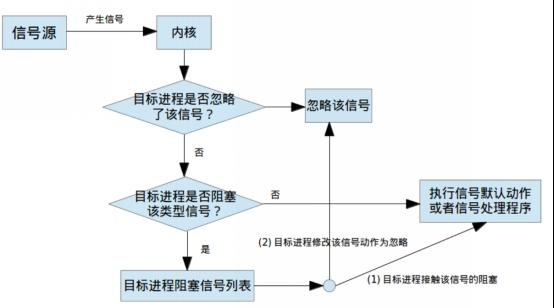 信号源
产生信号
内核
目标进程是否忽略
了该信号？
忽略该信号
否
目标进程是否阻塞
该类型信号？
否
执行信号默认动作
或者信号处理程序
是
(2) 目标进程修改该信号动作为忽略
目标进程阻塞信号列表
(1) 目标进程接触该信号的阻塞